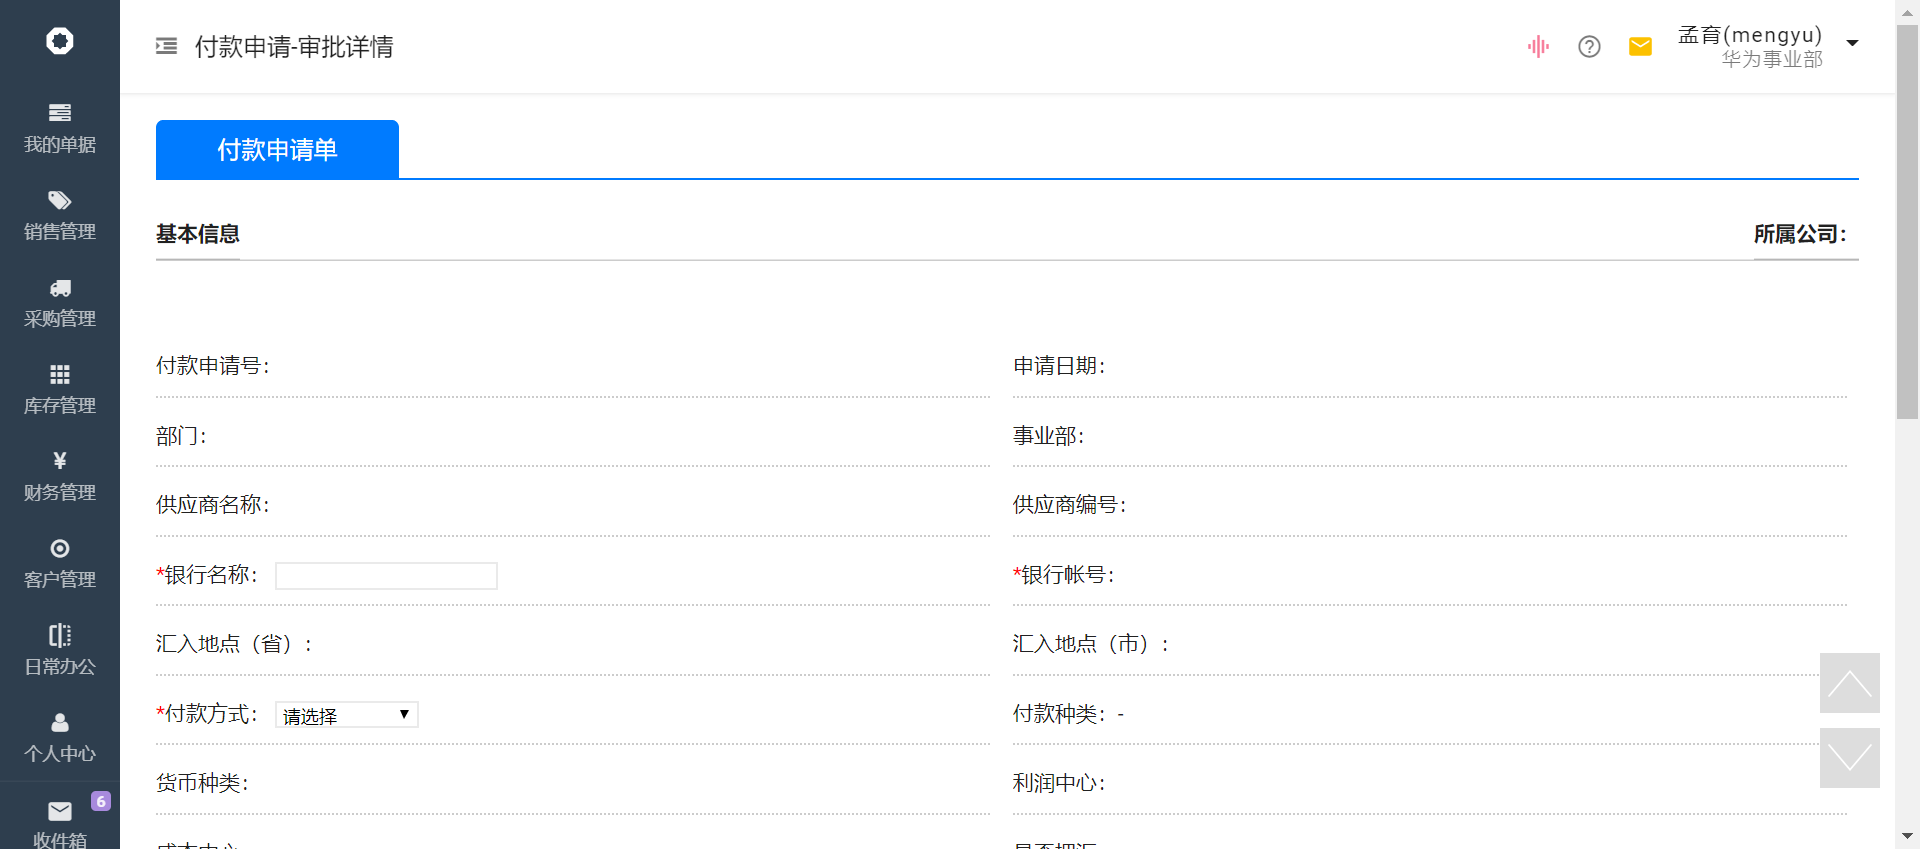 付款申请-审批详情
孟育(mengyu)
华为事业部
我的单据
销售管理
采购管理
库存管理
¥
财务管理
客户管理
日常办公
个人中心
6
收件箱
付款申请单
基本信息
所属公司：
付款申请号：
申请日期：
部门：
事业部：
供应商名称：
供应商编号：
*银行名称：
*银行帐号：
汇入地点（省）：
汇入地点（市）：
*付款方式： 请选择
付款种类：-
货币种类：
利润中心：